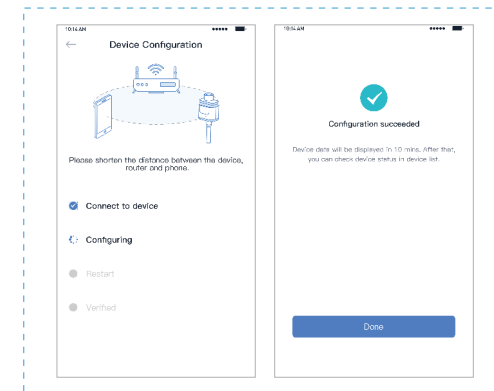 10:14 AM
Device Configuration
Please shorten the distance between the device,
router and phone.
Connect to device
Configuring
Restart
Verified
10:14 AM
Configuration succeeded
Device data will be displayed in 10 mins. After that,
you can check device status in device list.
Done